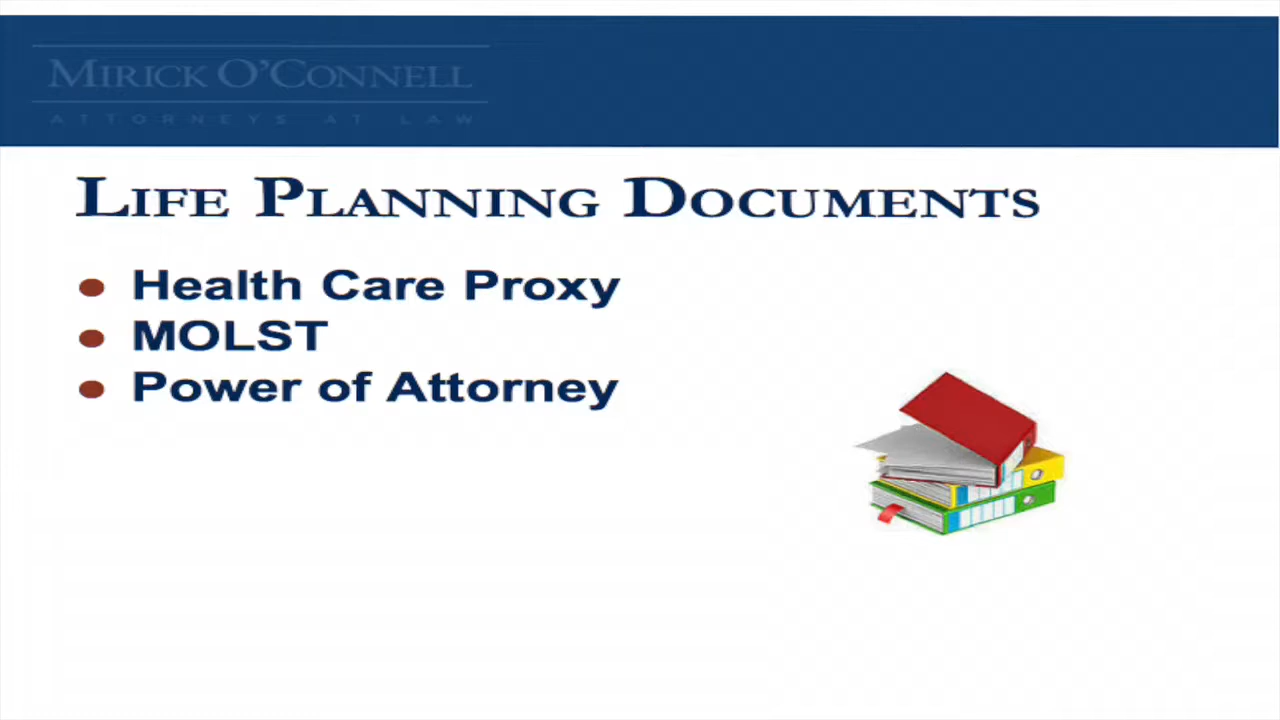 MIRICK O'CONNELL
ATTORNEYS AT LAW
LIFE PLANNING DOCUMENTS
Health Care Proxy
MOLST
Power of Attorney